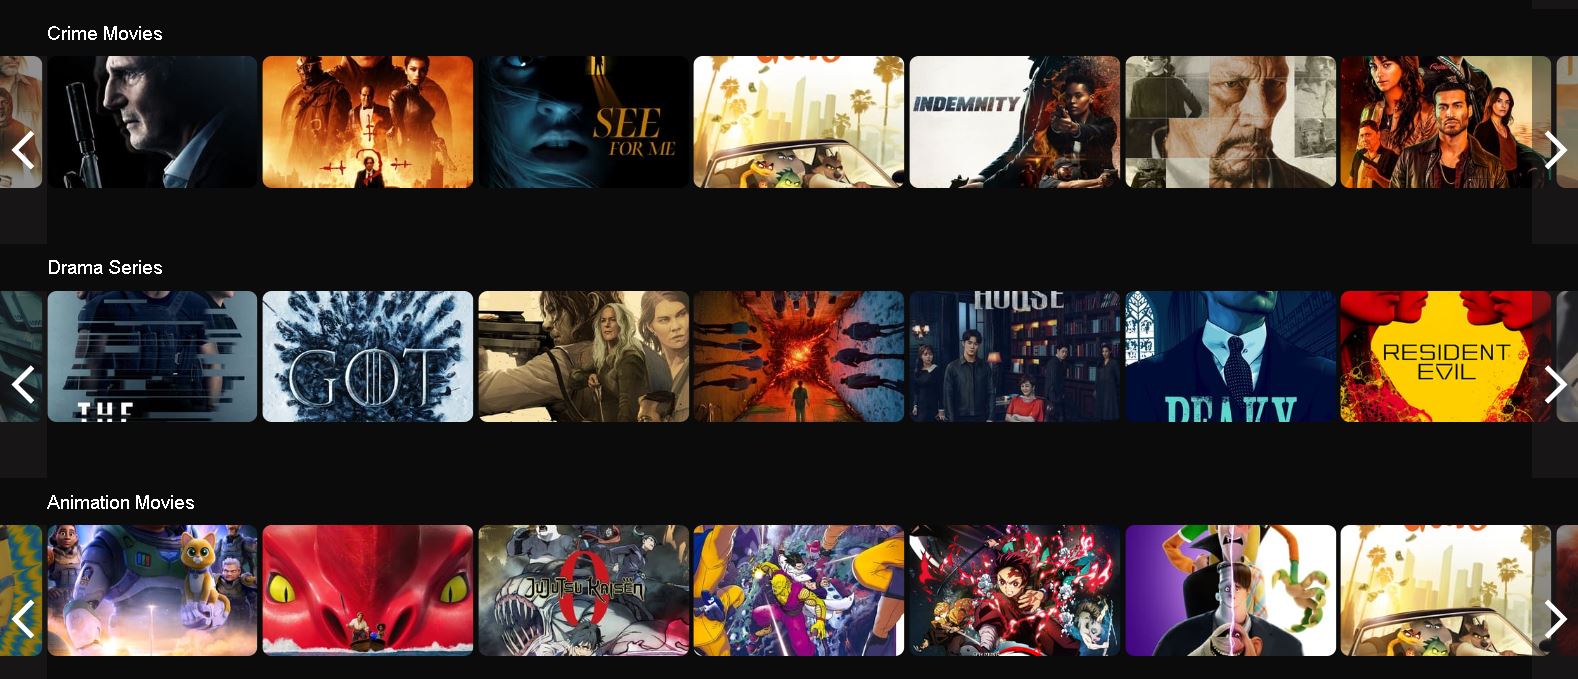 Crime Movies
SEE
FOR ME
INDEMNITY
Drama Series
THE
GOT
HOUSE
PEAKY
RESIDENT
EVIL
Animation Movies
JUJUTSU KAISEN
0